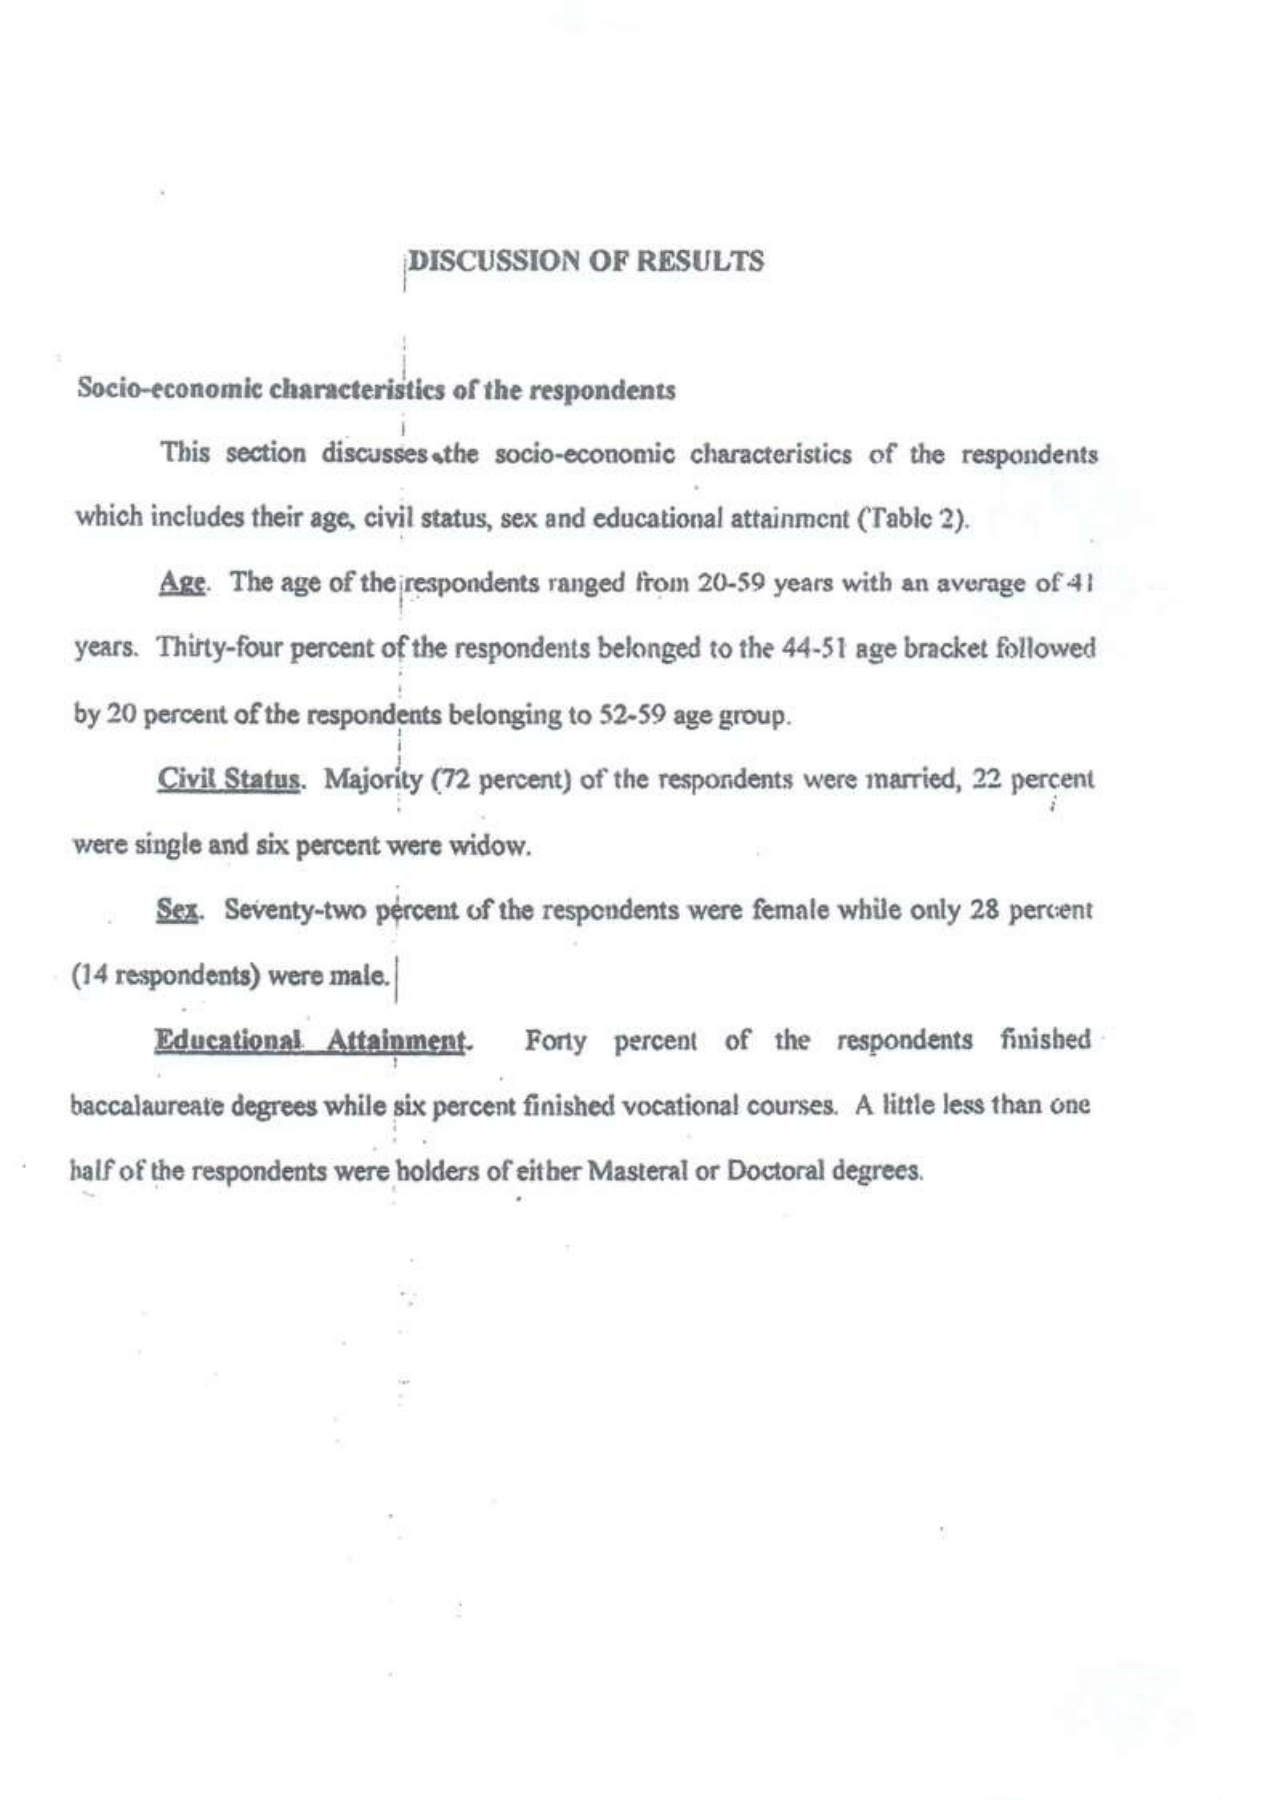 DISCUSSION OF RESULTS
Socio-economic characteristics of the respondents
This section discusses the socio-economic characteristics of the respondents
which includes their age, civil status, sex and educational attainment (Table 2).
Age. The age of the respondents ranged from 20-59 years with an average of 41
years. Thirty-four percent of the respondents belonged to the 44-51 age bracket followed
by 20 percent of the respondents belonging to 52-59 age group.
Civil Status. Majority (72 percent) of the respondents were married, 22 percent
were single and six percent were widow.
Sex. Seventy-two percent of the respondents were female while only 28 percent
(14 respondents) were male.
Educational Attainment. Forty percent of the respondents finished
baccalaureate degrees while six percent finished vocational courses. A little less than one
half of the respondents were holders of either Masteral or Doctoral degrees.